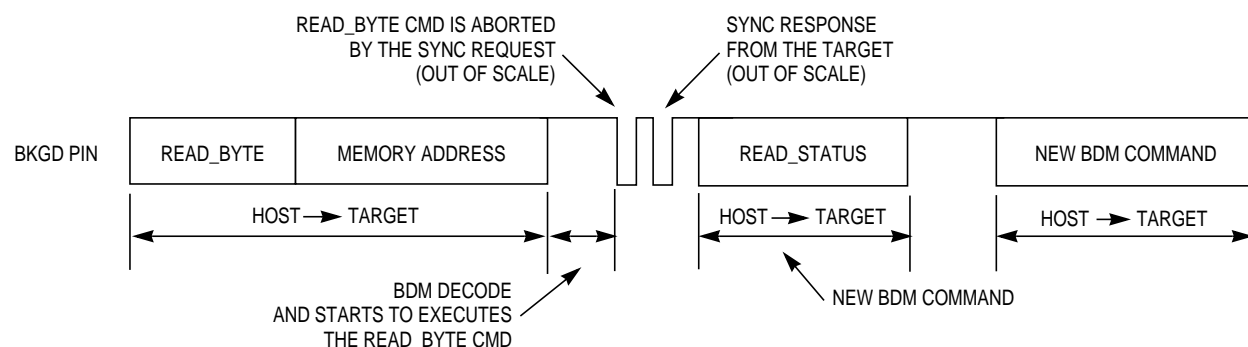 READ_BYTE CMD IS ABORTED
BY THE SYNC REQUEST
(OUT OF SCALE)
SYNC RESPONSE
FROM THE TARGET
(OUT OF SCALE)
BKGD PIN
READ_BYTE
MEMORY ADDRESS
READ_STATUS
NEW BDM COMMAND
HOST → TARGET
HOST → TARGET
HOST → TARGET
BDM DECODE
AND STARTS TO EXECUTES
THE READ_BYTE CMD
NEW BDM COMMAND